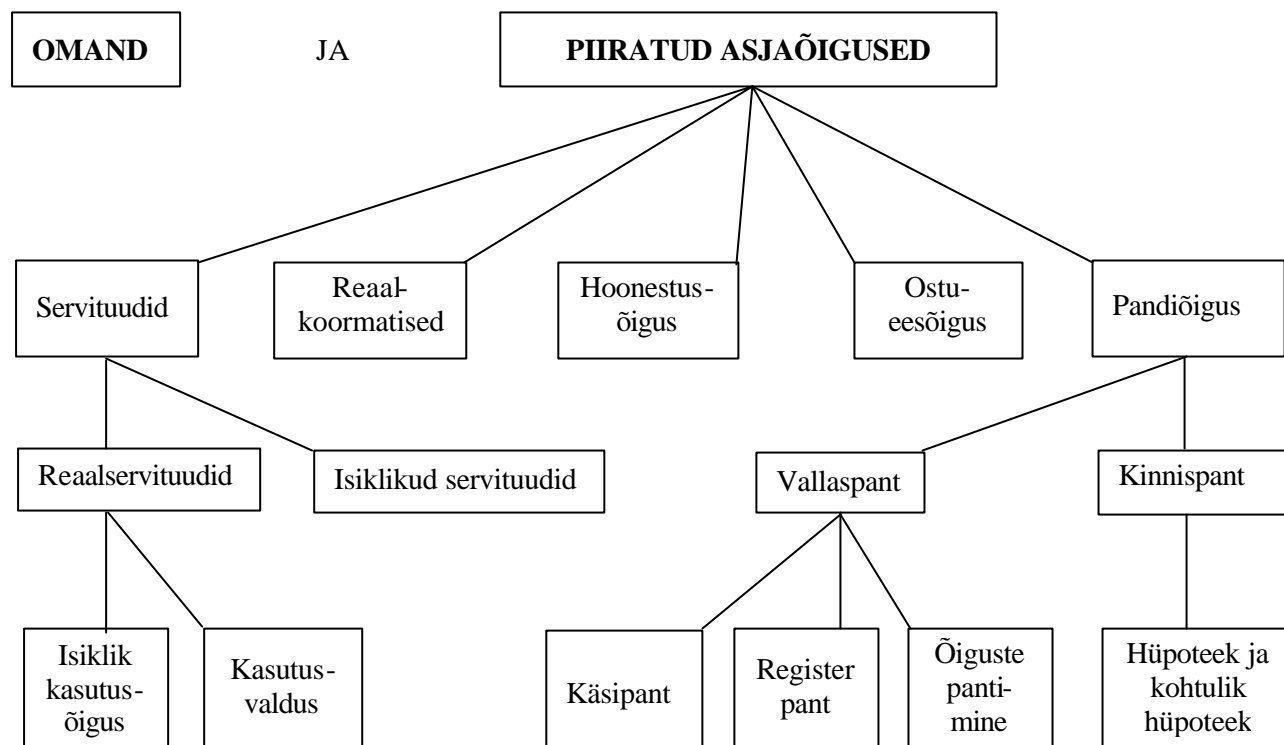 OMAND JA PIIRATUD ASJAÕIGUSED
Servituudid
Reaal-
koormatised
Hoonestus-
õigus
Ostu-
eesõigus
Pandiõigus
Reaalservituudid
Isiklikud servituudid
Vallaspant
Kinnispant
Isiklik
kasutus-
õigus
Kasutus-
valdus
Käsipant
Register
pant
Õiguste
panti-
mine
Hüpoteek ja
kohtulik
hüpoteek